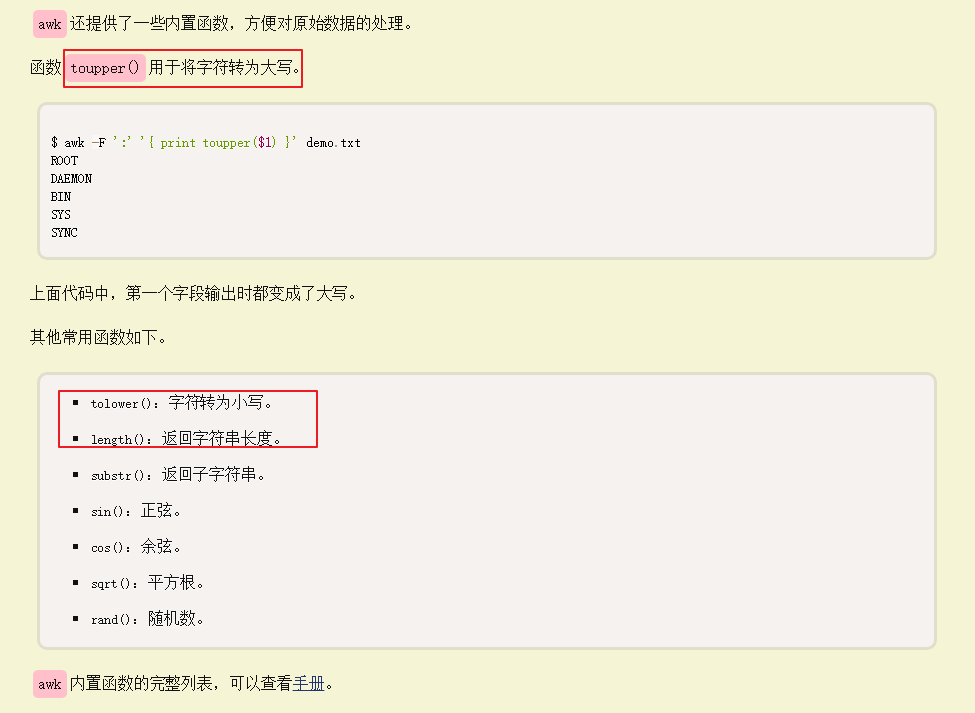 awk 还提供了一些内置函数，方便对原始数据的处理。
函数 toupper() 用于将字符转为大写。
$ awk -F ':' '{ print toupper($1) }' demo.txt
ROOT
DAEMON
BIN
SYS
SYNC
上面代码中，第一个字段输出时都变成了大写。
其他常用函数如下。
tolower()：字符转为小写。
length()：返回字符串长度。
substr()：返回子字符串。
sin()：正弦。
cos()：余弦。
sqrt()：平方根。
rand()：随机数。
awk 内置函数的完整列表，可以查看手册。